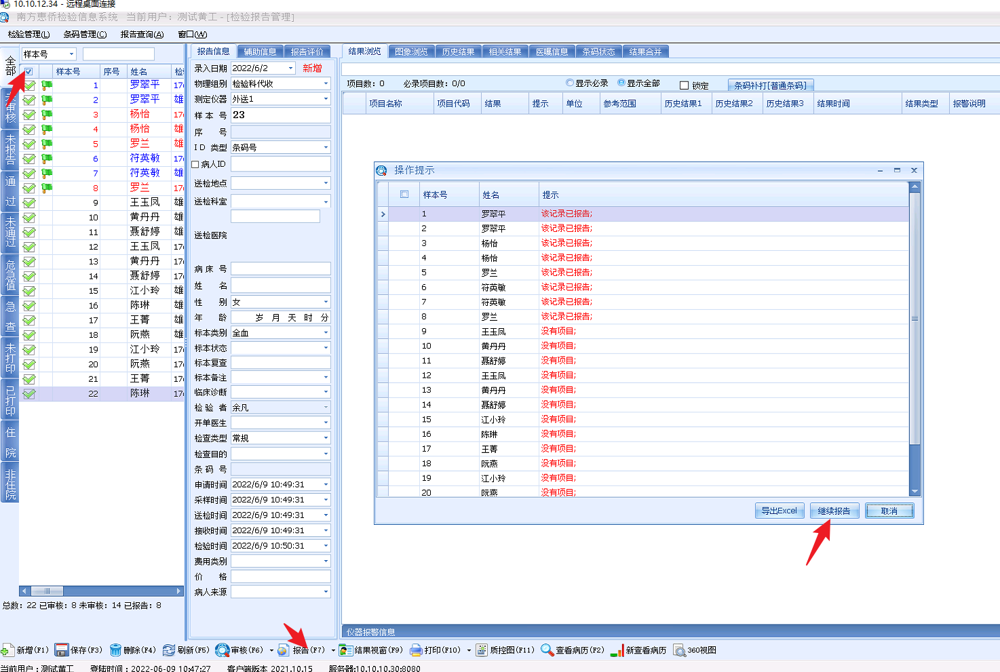 10.10.12.34 - 远程桌面连接
南方惠侨检验信息系统 当前用户：测试黄工 - [检验报告管理]
检验管理(L) 条码管理(C) 报告查询(A) 窗口(W)
全部
未审核
未报告
通过
未通过
危急值
急查
未打印
已打印
住院
非住院
样本号
样本号 序号 姓名 检
1 罗翠平 17
2 罗翠平 雄
3 杨怡 17
4 杨怡 雄
5 罗兰 雄
6 符英敏 17
7 符英敏 雄
8 罗兰 17
9 王玉凤 雄
10 黄丹丹 雄
11 聂舒婷 雄
12 王玉凤 17
13 黄丹丹 17
14 聂舒婷 17
15 江小玲 雄
16 陈琳 雄
17 王菁 雄
18 阮燕 雄
19 江小玲 17
20 阮燕 17
21 王菁 17
22 陈琳 17
总数：22 已审核：8 未审核：14 已报告：8
报告信息 辅助信息 报告评价
录入日期 2022/6/2 新增
物理组别 检验科代收
测定仪器 外送1
样本号 23
序号
ID 类型 条码号
病人ID
送检地点
送检科室
送检医院
病床号
姓名
性别 女
年龄 岁 月 天 时 分
标本类别 全血
标本状态
标本复查
标本备注
临床诊断
检验者 余凡
开单医生
检查类型 常规
检查目的
条码号
申请时间 2022/6/9 10:49:31
采样时间 2022/6/9 10:49:31
送检时间 2022/6/9 10:49:31
接收时间 2022/6/9 10:49:31
检验时间 2022/6/9 10:50:31
费用类别
价格
病人来源
结果浏览 图象浏览 历史结果 相关结果 医嘱信息 条码状态 结果合并
项目数：0 必录项目数：0/0 显示必录 显示全部 锁定 条码补打[普通条码]
项目名称 项目代码 结果 提示 单位 参考范围 历史结果1 历史结果2 历史结果3 结果时间 结果类型 报警说明
操作提示
样本号 姓名 提示
1 罗翠平 该记录已报告;
2 罗翠平 该记录已报告;
3 杨怡 该记录已报告;
4 杨怡 该记录已报告;
5 罗兰 该记录已报告;
6 符英敏 该记录已报告;
7 符英敏 该记录已报告;
8 罗兰 该记录已报告;
9 王玉凤 没有项目;
10 黄丹丹 没有项目;
11 聂舒婷 没有项目;
12 王玉凤 没有项目;
13 黄丹丹 没有项目;
14 聂舒婷 没有项目;
15 江小玲 没有项目;
16 陈琳 没有项目;
17 王菁 没有项目;
18 阮燕 没有项目;
19 江小玲 没有项目;
20 阮燕 没有项目;
导出Excel 继续报告 取消
仪器报警信息
新增(F1) 保存(F3) 删除(F4) 刷新(F5) 审核(F6) 报告(F7) 结果视窗(F9) 打印(F10) 质控图(F11) 查看病历(F2) 新查看病历 360视图
当前用户：测试黄工 登陆时间：2022-06-09 10:47:27 客户端版本 2021.10.15 服务器:10.10.10.30:8080